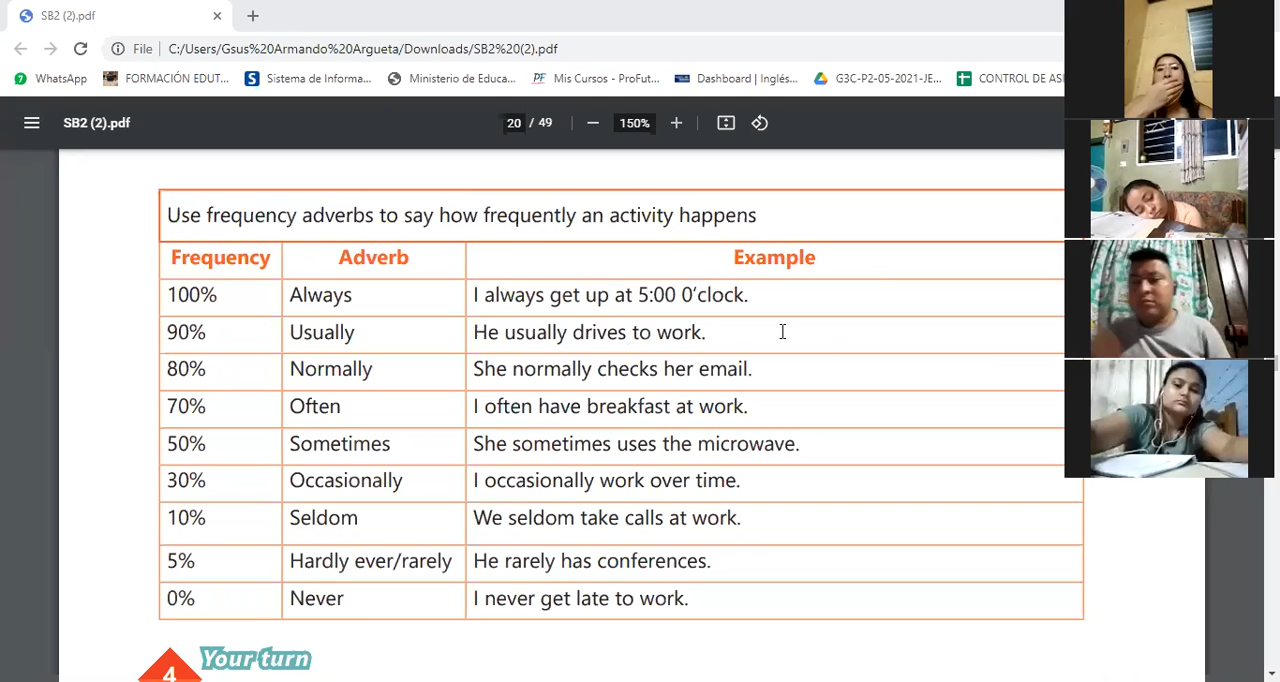 SB2 (2).pdf
File | C:/Users/Gsus%20Armando%20Argueta/Downloads/SB2%20(2).pdf
WhatsApp FORMACIÓN EDUT... Sistema de Informa... Ministerio de Educa... Mis Cursos - ProFut... Dashboard | Inglés,... G3C-P2-05-2021-JE... CONTROL DE AS
SB2 (2).pdf 20 / 49 150%
Use frequency adverbs to say how frequently an activity happens
Frequency Adverb Example
100% Always I always get up at 5:00 0'clock.
90% Usually He usually drives to work.
80% Normally She normally checks her email.
70% Often I often have breakfast at work.
50% Sometimes She sometimes uses the microwave.
30% Occasionally I occasionally work over time.
10% Seldom We seldom take calls at work.
5% Hardly ever/rarely He rarely has conferences.
0% Never I never get late to work.
4 Your turn